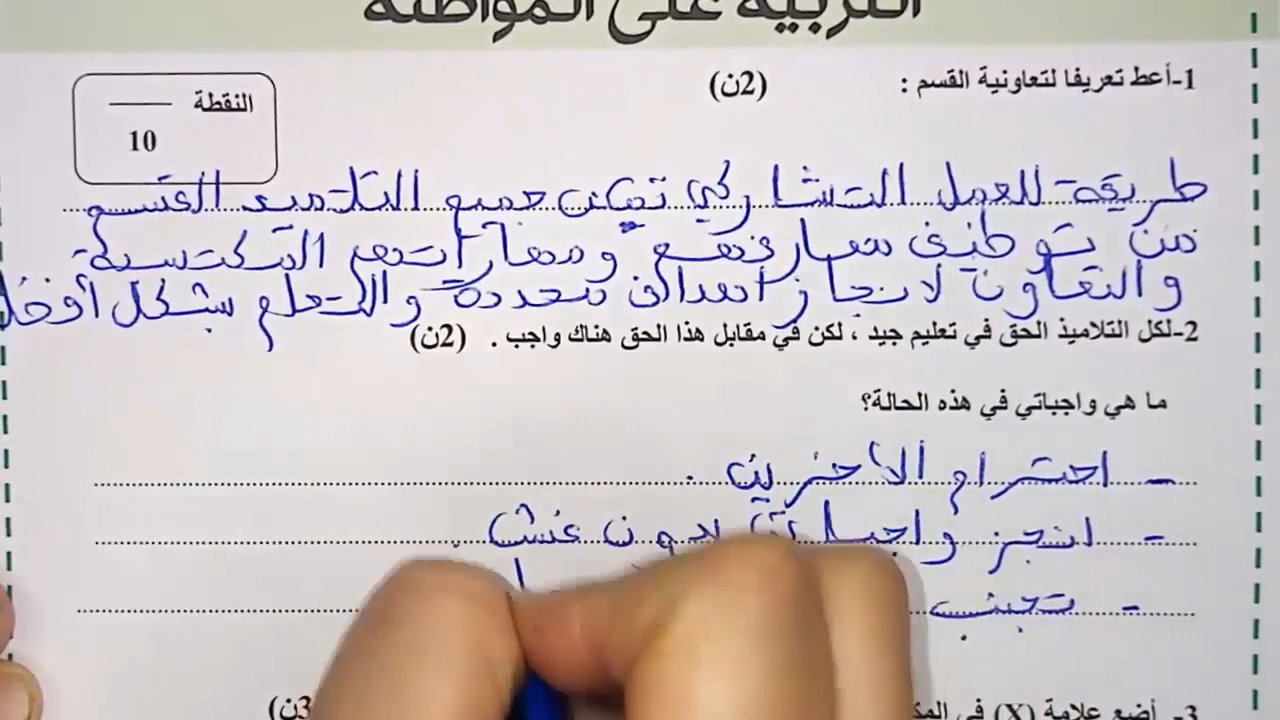 التربية على المواطنة
1-أعط تعريفا لتعاونية القسم : (2ن)
النقطة
10
طريقة للعمل التشاركي تمكن جميع التلاميذ القسم
من توظيف معارفهم ومهاراتهم المكتسبة
والتعاون لانجاز أهداف محددة والتعلم بشكل أفضل
2-لكل التلاميذ الحق في تعليم جيد ، لكن في مقابل هذا الحق هناك واجب . (2ن)
ما هي واجباتي في هذه الحالة؟
- احترام الآخرين .
- انجز واجباتي بدون غش .
- تجنب
3- أضع علامة (X) في